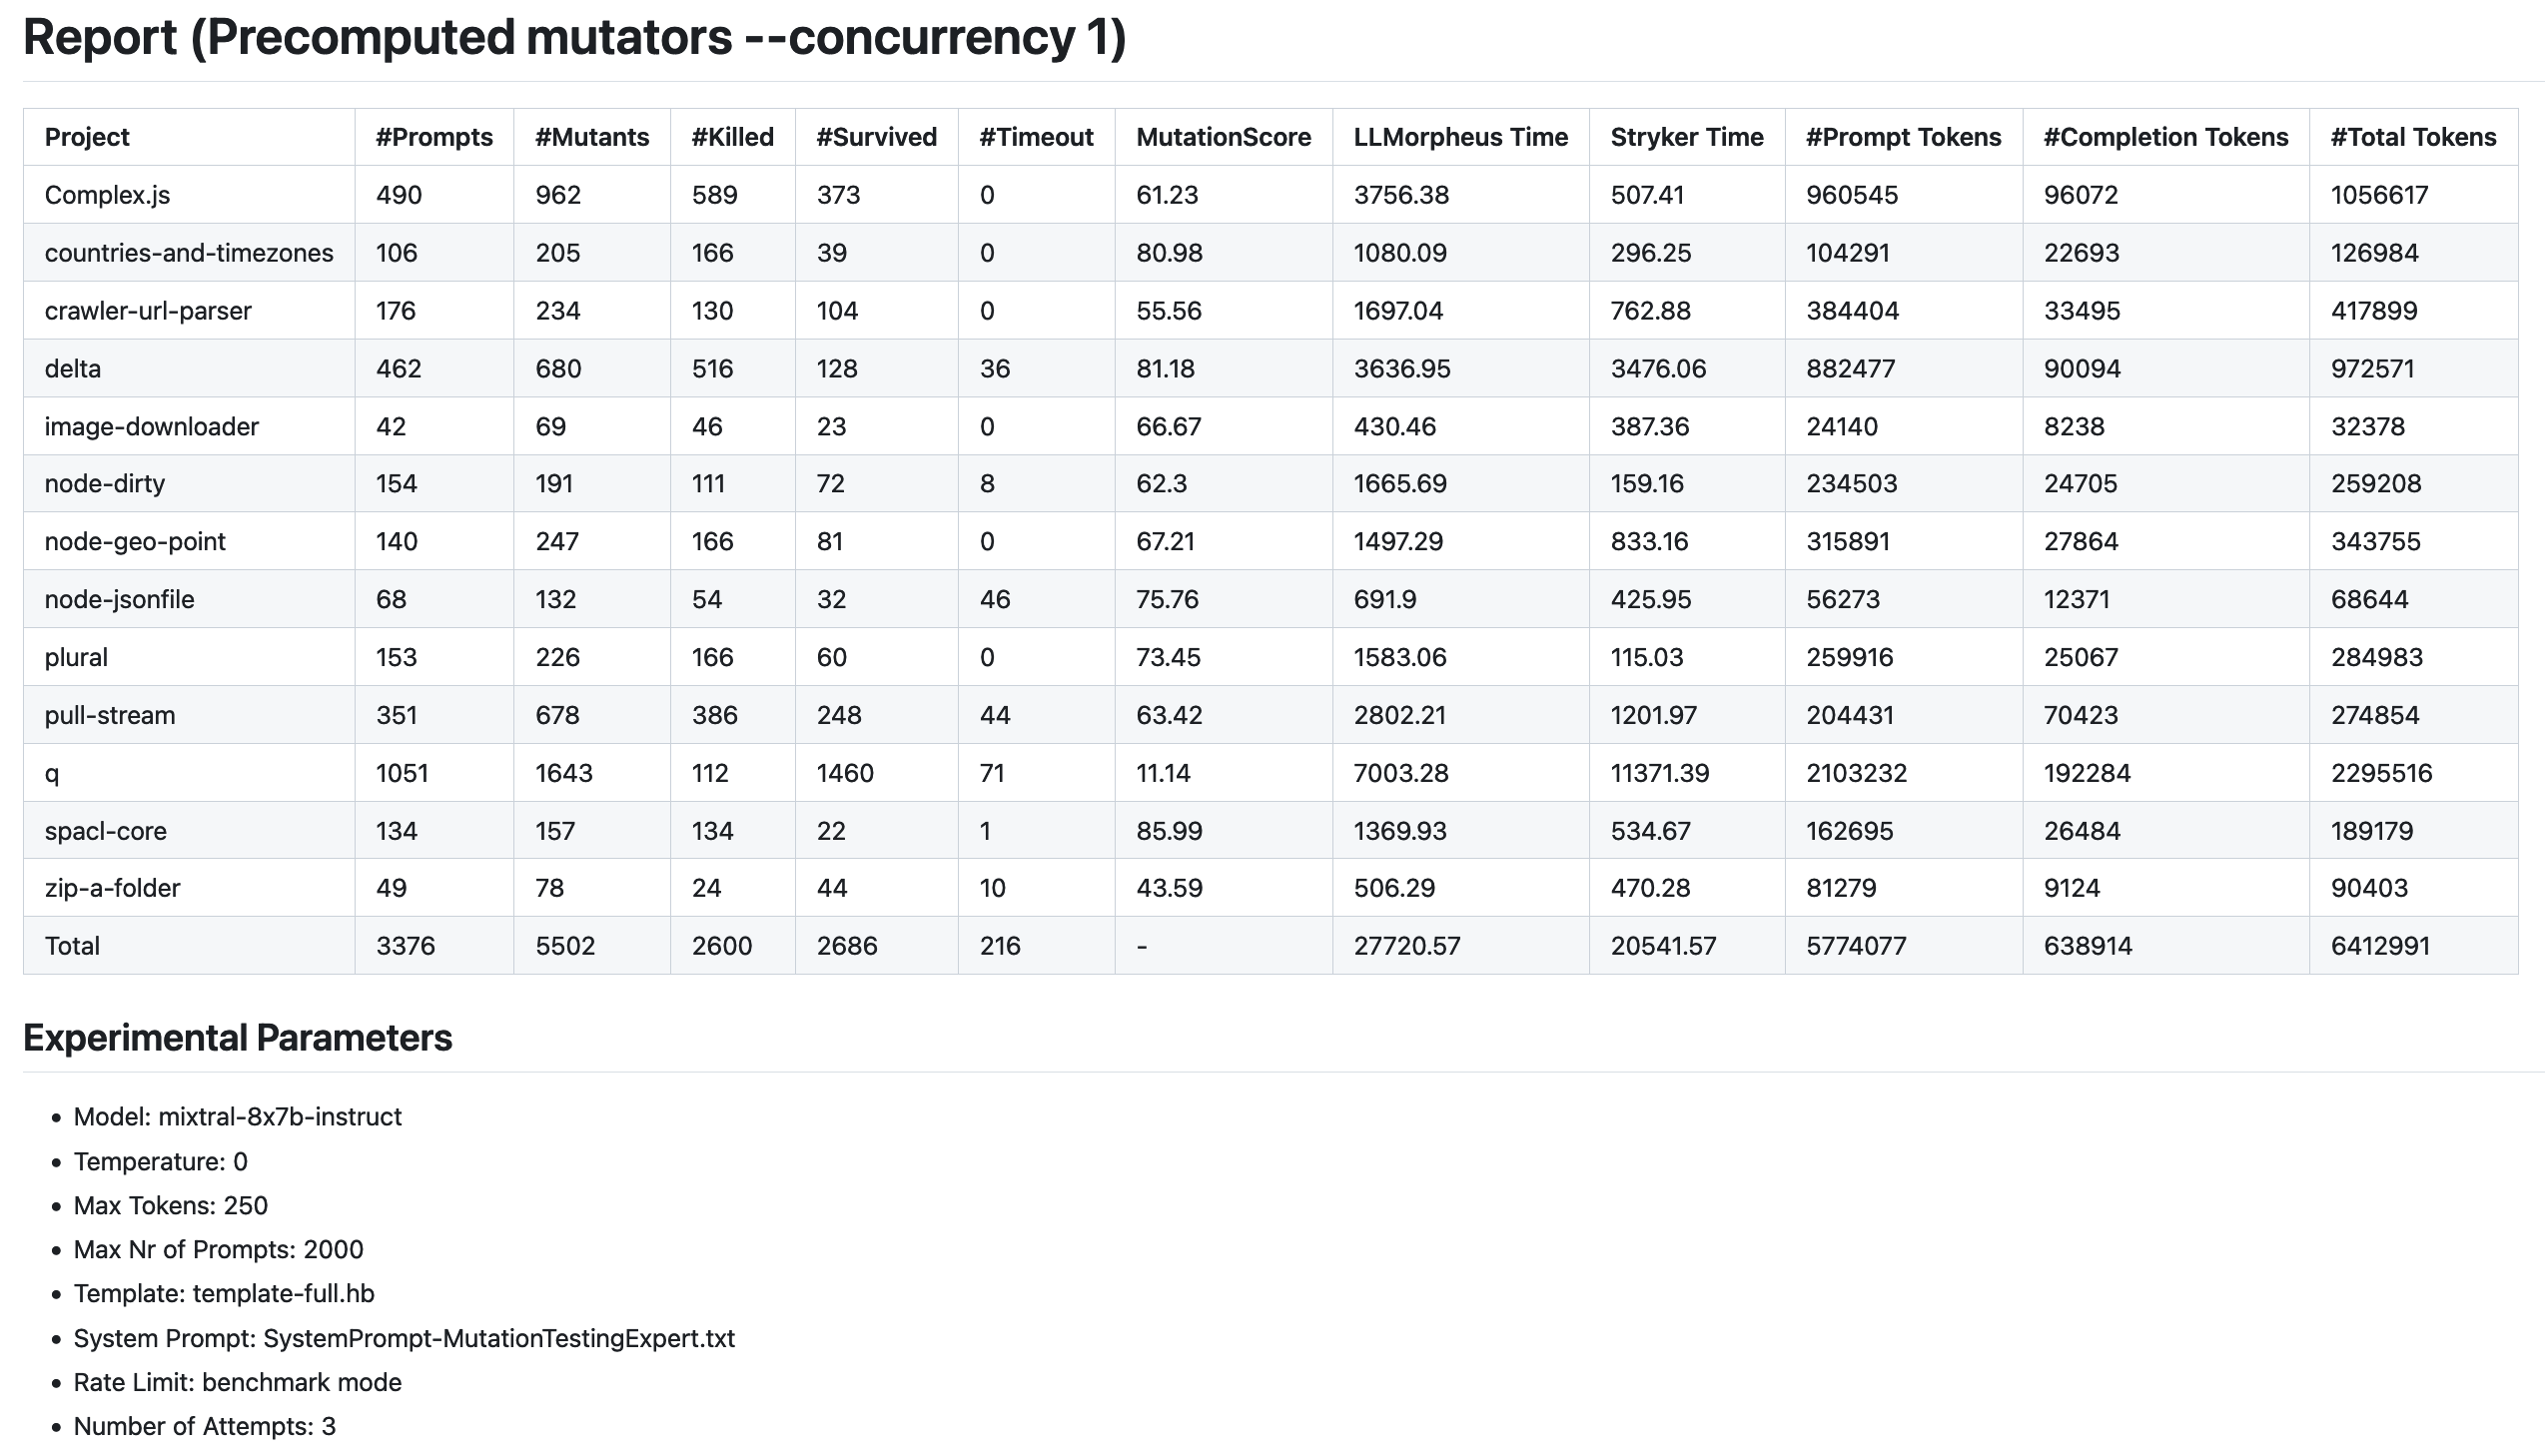 Report (Precomputed mutators --concurrency 1)
Project #Prompts #Mutants #Killed #Survived #Timeout MutationScore LLMorpheus Time Stryker Time #Prompt Tokens #Completion Tokens #Total Tokens
Complex.js 490 962 589 373 0 61.23 3756.38 507.41 960545 96072 1056617
countries-and-timezones 106 205 166 39 0 80.98 1080.09 296.25 104291 22693 126984
crawler-url-parser 176 234 130 104 0 55.56 1697.04 762.88 384404 33495 417899
delta 462 680 516 128 36 81.18 3636.95 3476.06 882477 90094 972571
image-downloader 42 69 46 23 0 66.67 430.46 387.36 24140 8238 32378
node-dirty 154 191 111 72 8 62.3 1665.69 159.16 234503 24705 259208
node-geo-point 140 247 166 81 0 67.21 1497.29 833.16 315891 27864 343755
node-jsonfile 68 132 54 32 46 75.76 691.9 425.95 56273 12371 68644
plural 153 226 166 60 0 73.45 1583.06 115.03 259916 25067 284983
pull-stream 351 678 386 248 44 63.42 2802.21 1201.97 204431 70423 274854
q 1051 1643 112 1460 71 11.14 7003.28 11371.39 2103232 192284 2295516
spacl-core 134 157 134 22 1 85.99 1369.93 534.67 162695 26484 189179
zip-a-folder 49 78 24 44 10 43.59 506.29 470.28 81279 9124 90403
Total 3376 5502 2600 2686 216 - 27720.57 20541.57 5774077 638914 6412991
Experimental Parameters
• Model: mixtral-8x7b-instruct
• Temperature: 0
• Max Tokens: 250
• Max Nr of Prompts: 2000
• Template: template-full.hb
• System Prompt: SystemPrompt-MutationTestingExpert.txt
• Rate Limit: benchmark mode
• Number of Attempts: 3